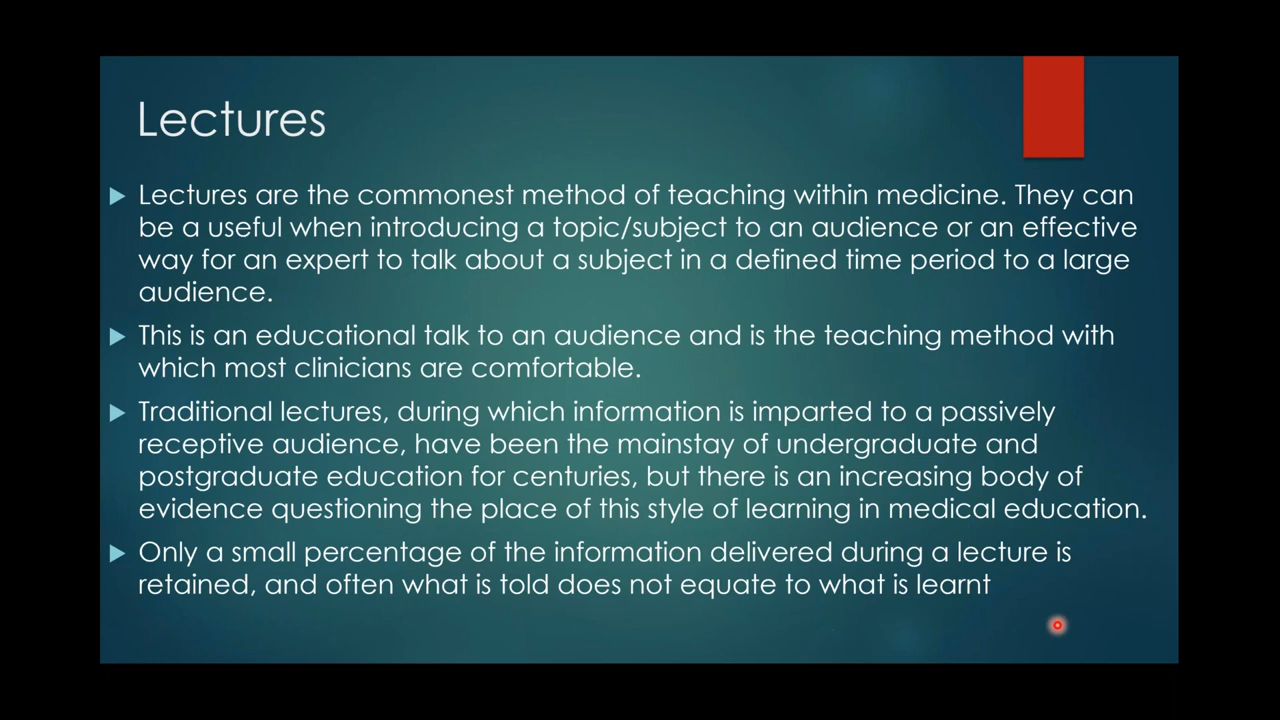 Lectures
Lectures are the commonest method of teaching within medicine. They can
be a useful when introducing a topic/subject to an audience or an effective
way for an expert to talk about a subject in a defined time period to a large
audience.
This is an educational talk to an audience and is the teaching method with
which most clinicians are comfortable.
Traditional lectures, during which information is imparted to a passively
receptive audience, have been the mainstay of undergraduate and
postgraduate education for centuries, but there is an increasing body of
evidence questioning the place of this style of learning in medical education.
Only a small percentage of the information delivered during a lecture is
retained, and often what is told does not equate to what is learnt